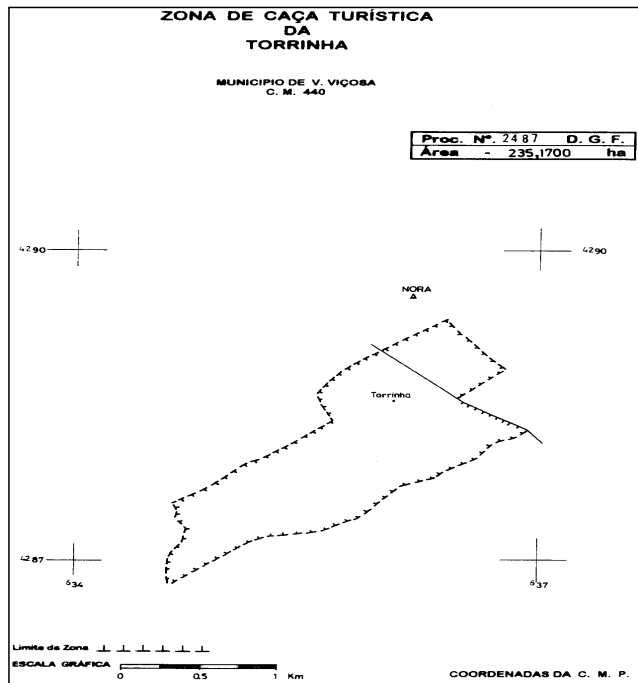 ZONA DE CAÇA TURÍSTICA
DA
TORRINHA
MUNICIPIO DE V. VIÇOSA
C. M. 440
Proc. Nº. 2487 D. G. F.
Área - 235,1700 ha
4290
4290
NORA
Torrinha
4287
634
637
Limite da Zona
ESCALA GRÁFICA
0 0.5 1 Km
COORDENADAS DA C. M. P.